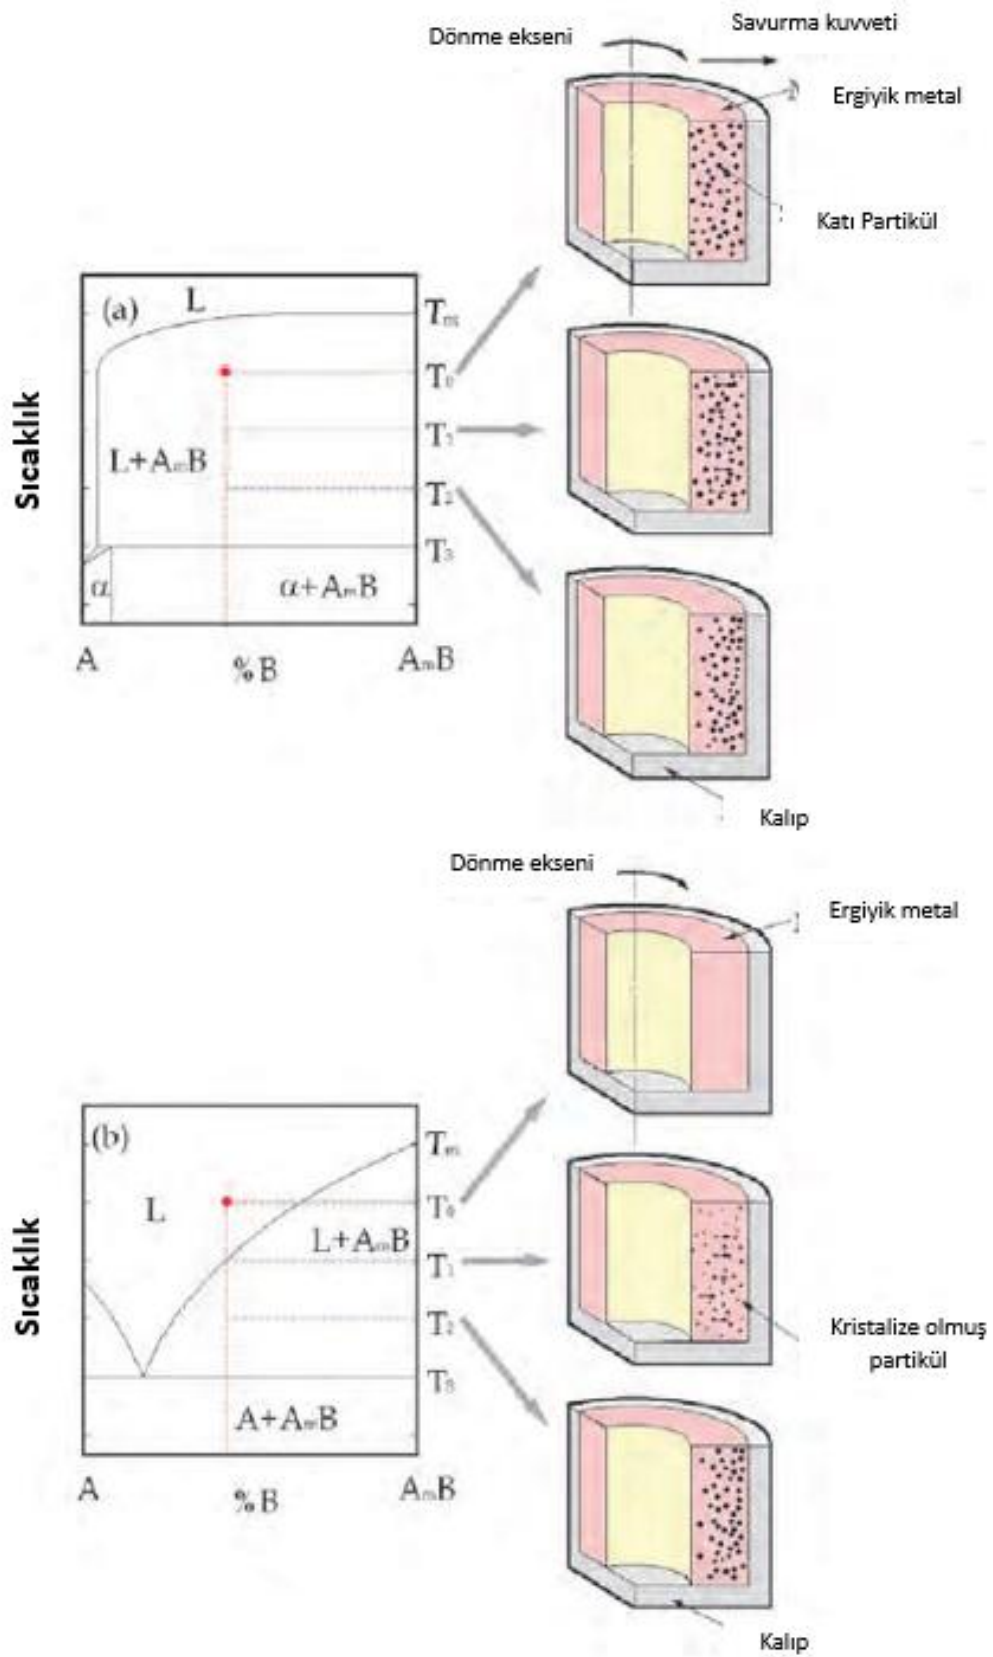 Dönme ekseni
Savurma kuvveti
Ergiyik metal
Katı Partikül
(a)
L
Tm
T0
T1
L+AmB
T2
T3
α
α+AmB
A
%B
AmB
Sıcaklık
Kalıp
Dönme ekseni
Ergiyik metal
(b)
Tm
L
T0
L+AmB
T1
T2
Kristalize olmuş
partikül
T3
A+AmB
A
%B
AmB
Sıcaklık
Kalıp